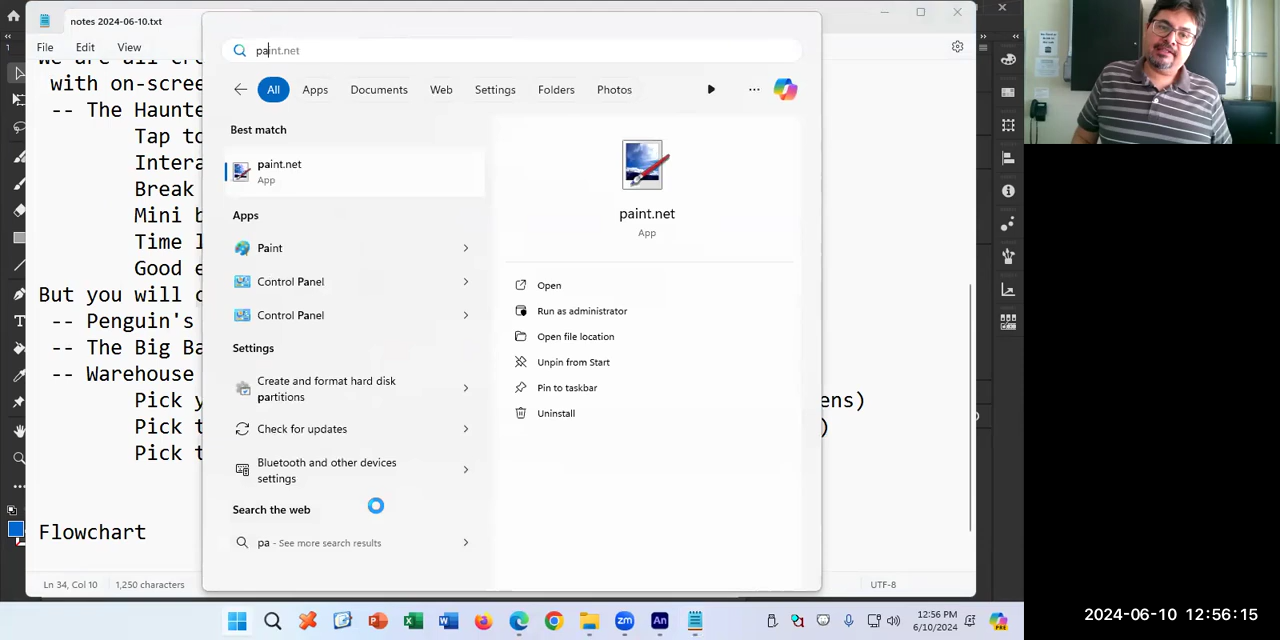 notes 2024-06-10.txt
paint.net
File
Edit
View
we are all cr
with on-scree
-- The Haunte
Tap to
Intera
Break
Mini b
Time I
Good e
But you will c
-- Penguin's
-- The Big Ba
-- Warehouse
Pick y
ens)
Pick t
)
Pick t
Flowchart
Ln 34, Col 10
1,250 characters
UTF-8
All
Apps
Documents
Web
Settings
Folders
Photos
Best match
paint.net
App
Apps
Paint
Control Panel
Control Panel
Settings
Create and format hard disk
partitions
Check for updates
Bluetooth and other devices
settings
Search the web
pa - See more search results
paint.net
App
Open
Run as administrator
Open file location
Unpin from Start
Pin to taskbar
Uninstall
12:56 PM
6/10/2024
2024-06-10 12:56:15